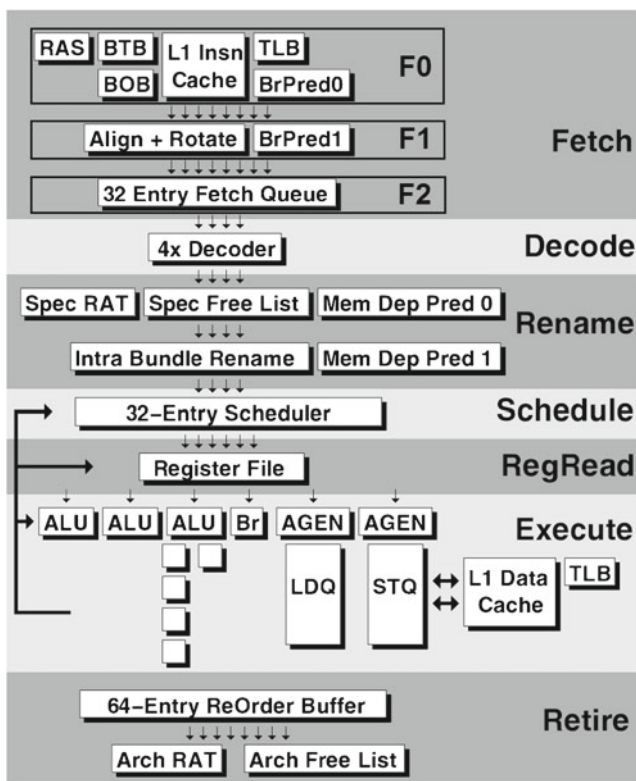 RAS BTB L1 Insn Cache TLB F0
BOB BrPred0
Align + Rotate BrPred1 F1
Fetch
32 Entry Fetch Queue F2
4x Decoder Decode
Spec RAT Spec Free List Mem Dep Pred 0
Rename
Intra Bundle Rename Mem Dep Pred 1
32-Entry Scheduler Schedule
Register File RegRead
ALU ALU ALU Br AGEN AGEN Execute
LDQ STQ L1 Data Cache TLB
64-Entry ReOrder Buffer
Retire
Arch RAT Arch Free List